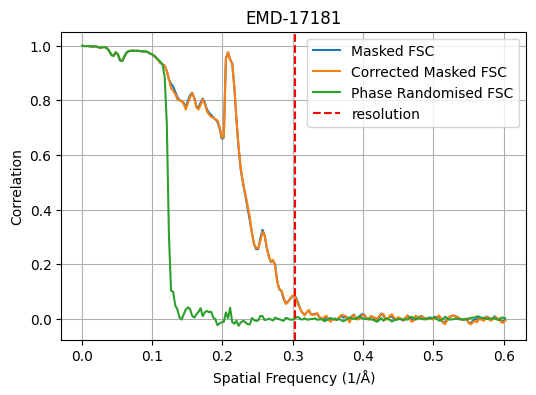 EMD-17181
Masked FSC
Corrected Masked FSC
Phase Randomised FSC
resolution
Correlation
1.0
0.8
0.6
0.4
0.2
0.0
0.0 0.1 0.2 0.3 0.4 0.5 0.6
Spatial Frequency (1/Å)